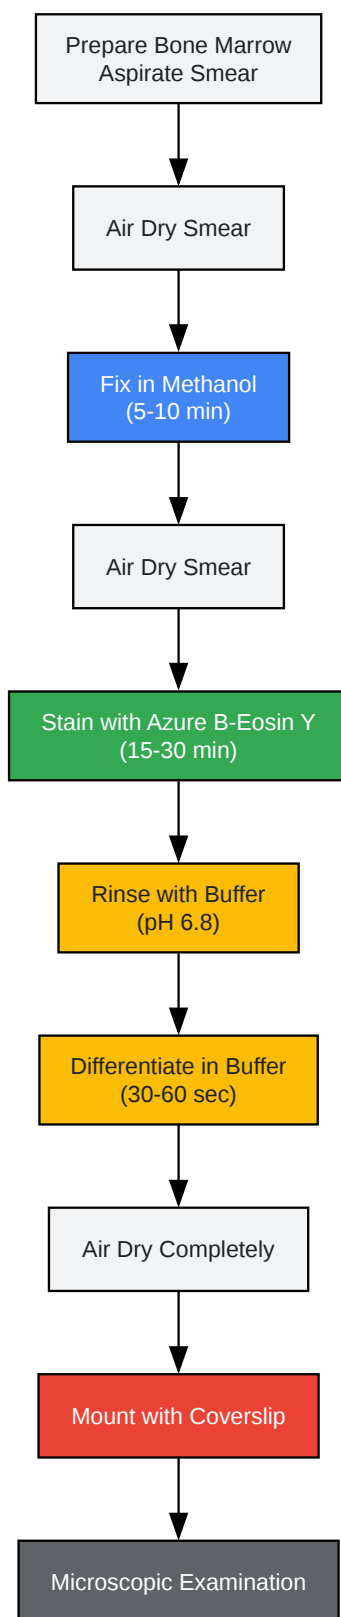 Prepare Bone Marrow
Aspirate Smear
Air Dry Smear
Fix in Methanol
(5-10 min)
Air Dry Smear
Stain with Azure B-Eosin Y
(15-30 min)
Rinse with Buffer
(pH 6.8)
Differentiate in Buffer
(30-60 sec)
Air Dry Completely
Mount with Coverslip
Microscopic Examination